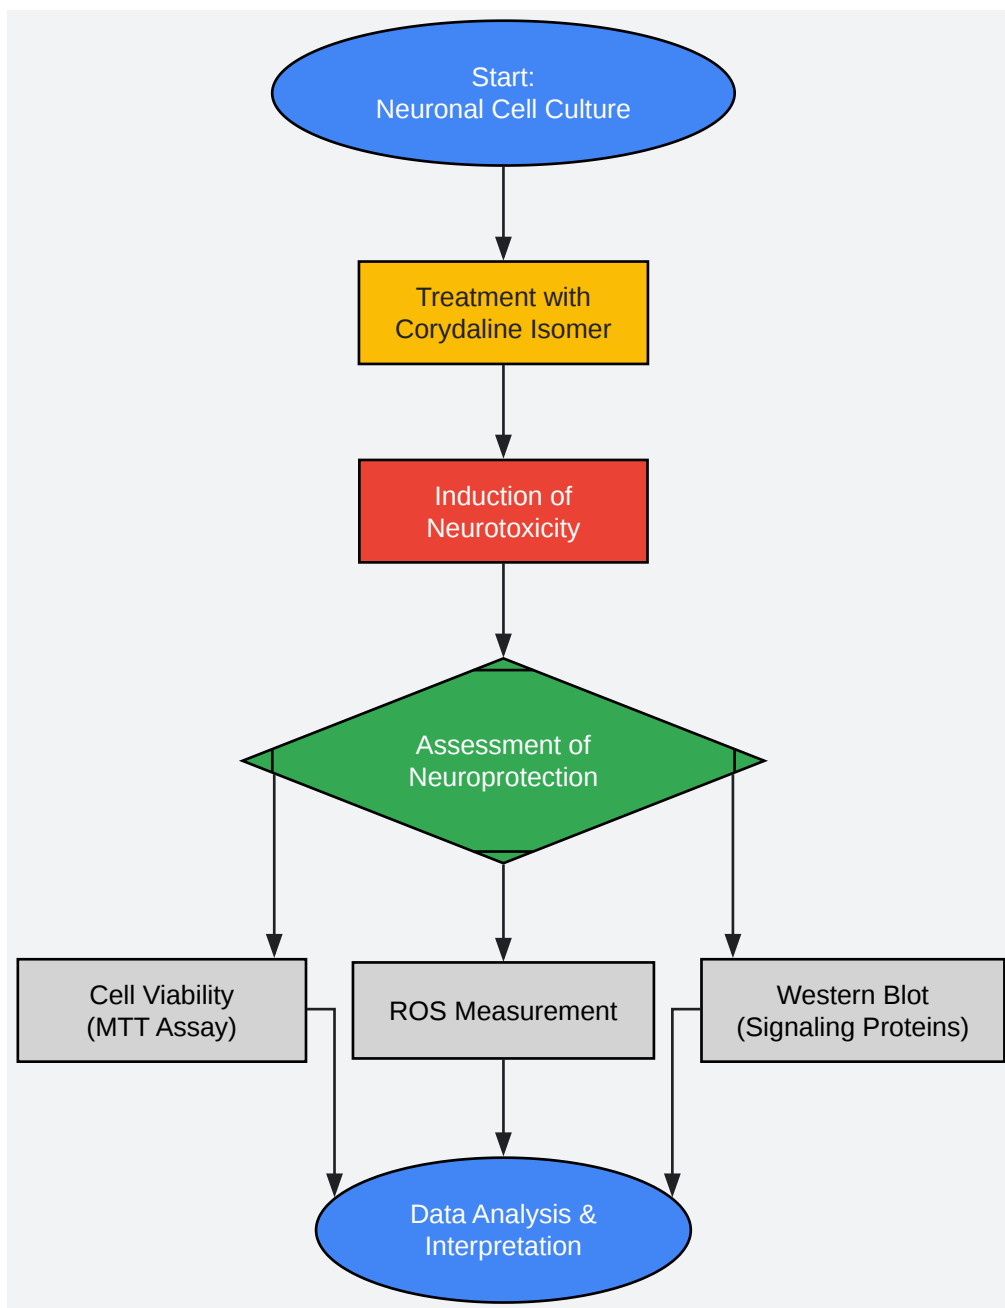 Start:
Neuronal Cell Culture
Treatment with
Corydaline Isomer
Induction of
Neurotoxicity
Assessment of
Neuroprotection
Cell Viability
(MTT Assay)
ROS Measurement
Western Blot
(Signaling Proteins)
Data Analysis &
Interpretation